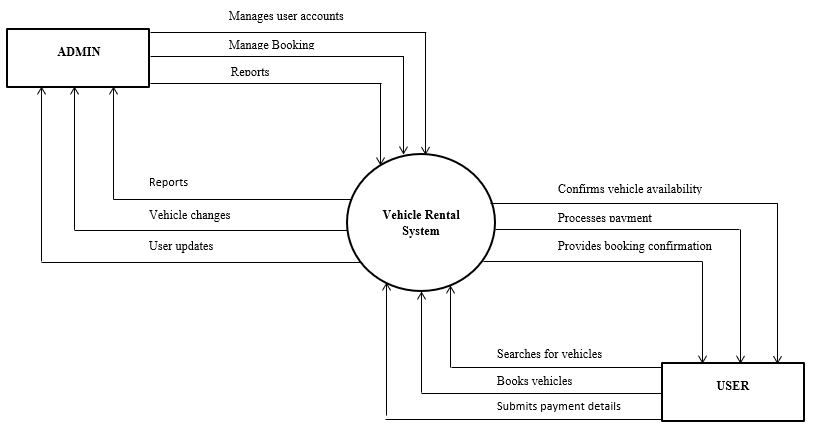 Manages user accounts
ADMIN
Manage Booking
Reports
Reports
Vehicle changes
User updates
Vehicle Rental
System
Confirms vehicle availability
Processes payment
Provides booking confirmation
Searches for vehicles
Books vehicles
Submits payment details
USER